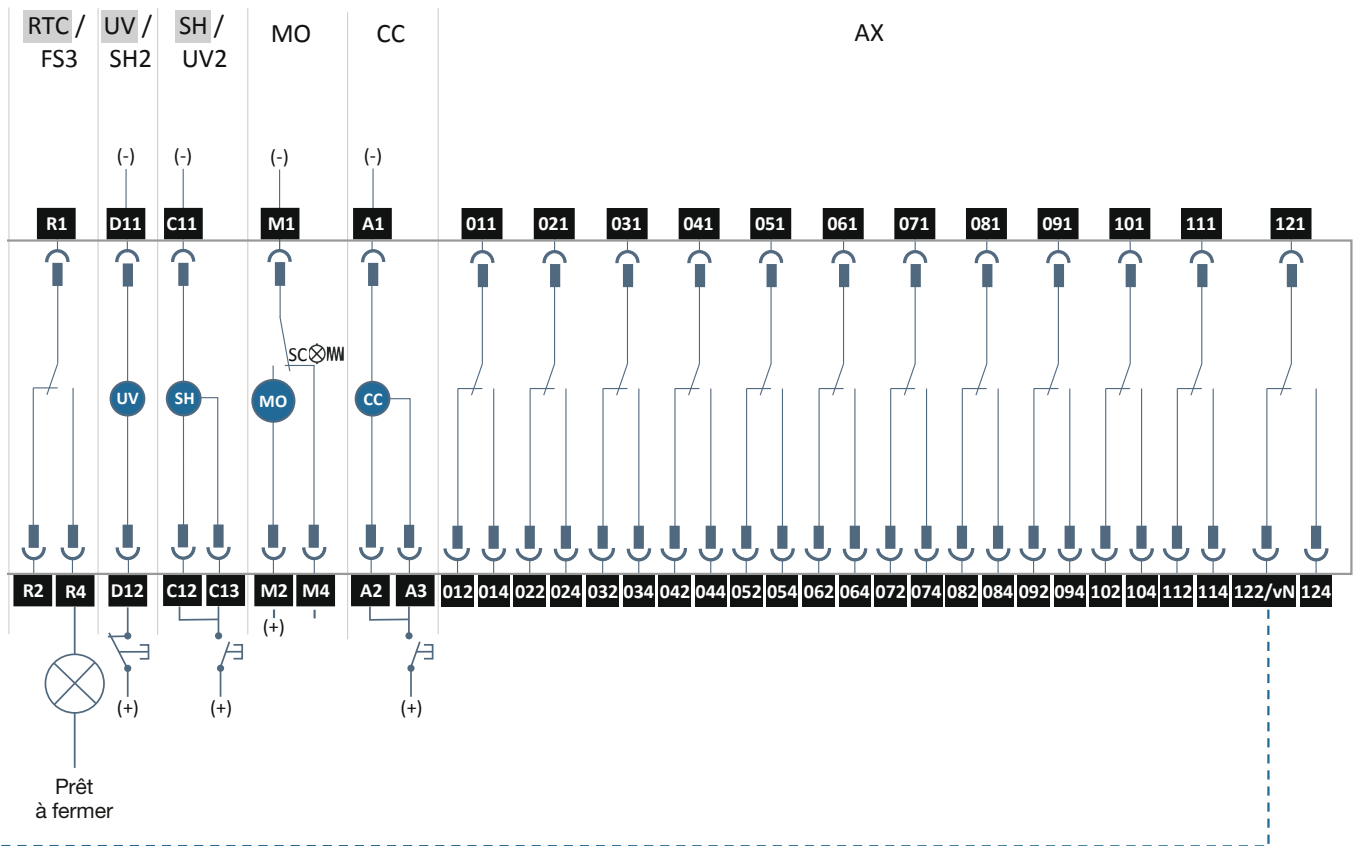 RTC / UV / SH / MO CC AX
FS3 SH2 UV2
(-) (-) (-) (-)
R1 D11 C11 M1 A1 011 021 031 041 051 061 071 081 091 101 111 121
SC
UV SH MO CC
R2 R4 D12 C12 C13 M2 M4 A2 A3 012 014 022 024 032 034 042 044 052 054 062 064 072 074 082 084 092 094 102 104 112 114 122/vN 124
(+)
(+) (+) (+)
Prêt
à fermer